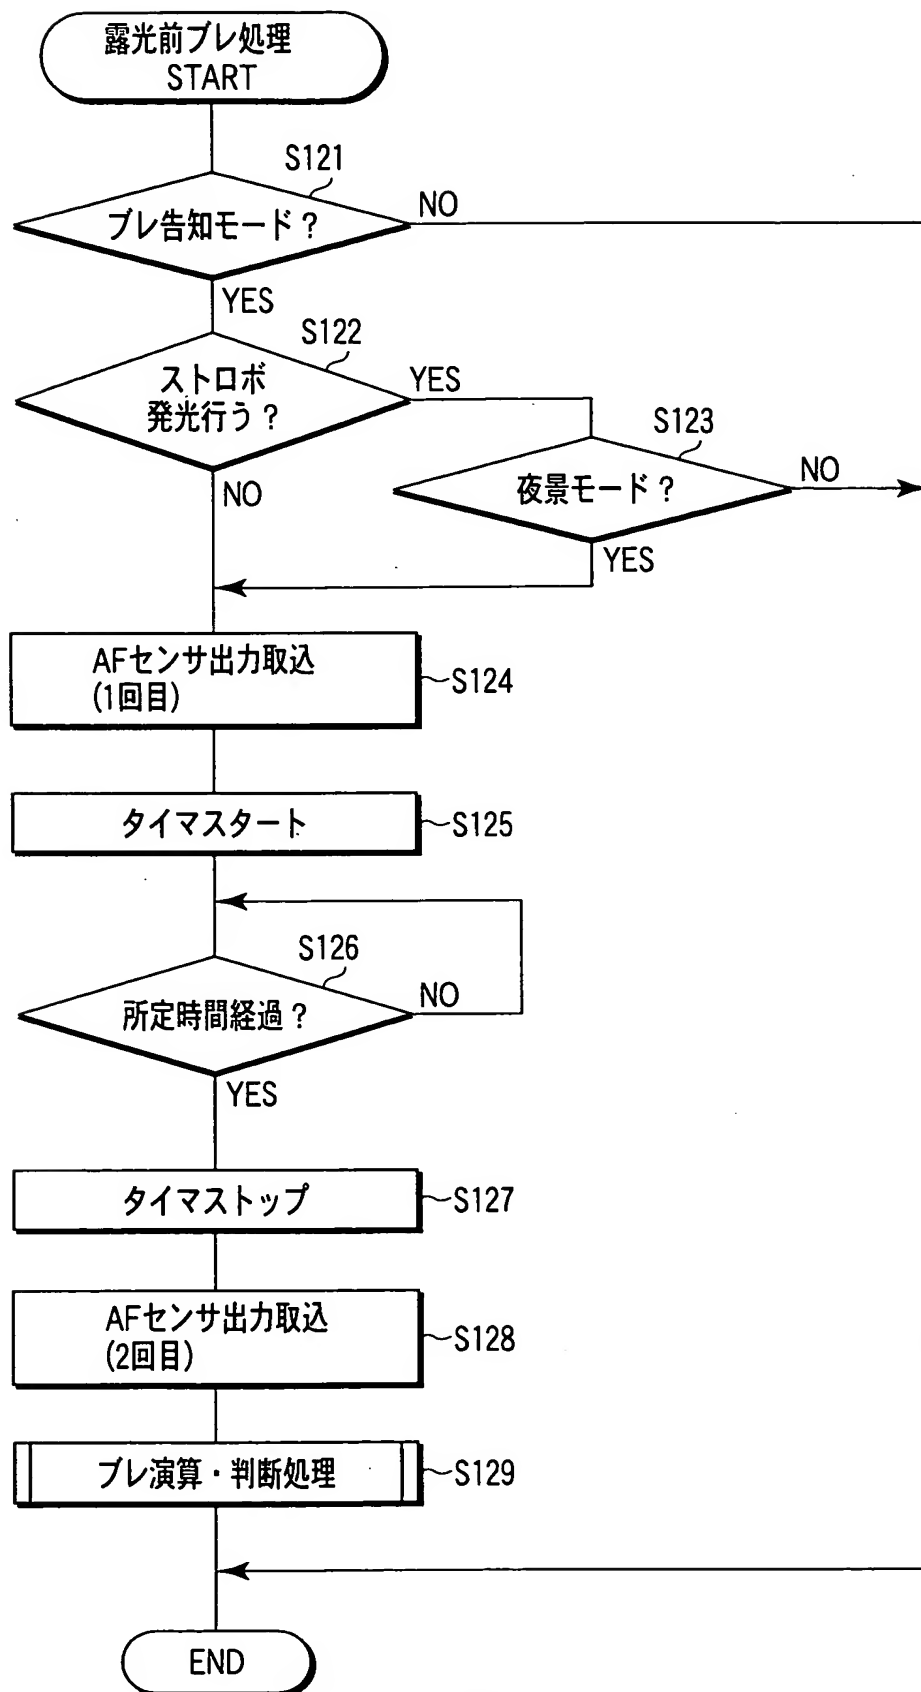 露光前ブレ処理
START
S121
ブレ告知モード?
NO
YES
S122
ストロボ
発光行う?
YES
NO
S123
夜景モード?
NO
YES
AFセンサ出力取込
(1回目)
S124
タイマスタート
S125
S126
所定時間経過?
NO
YES
タイマストップ
S127
AFセンサ出力取込
(2回目)
S128
ブレ演算・判断処理
S129
END